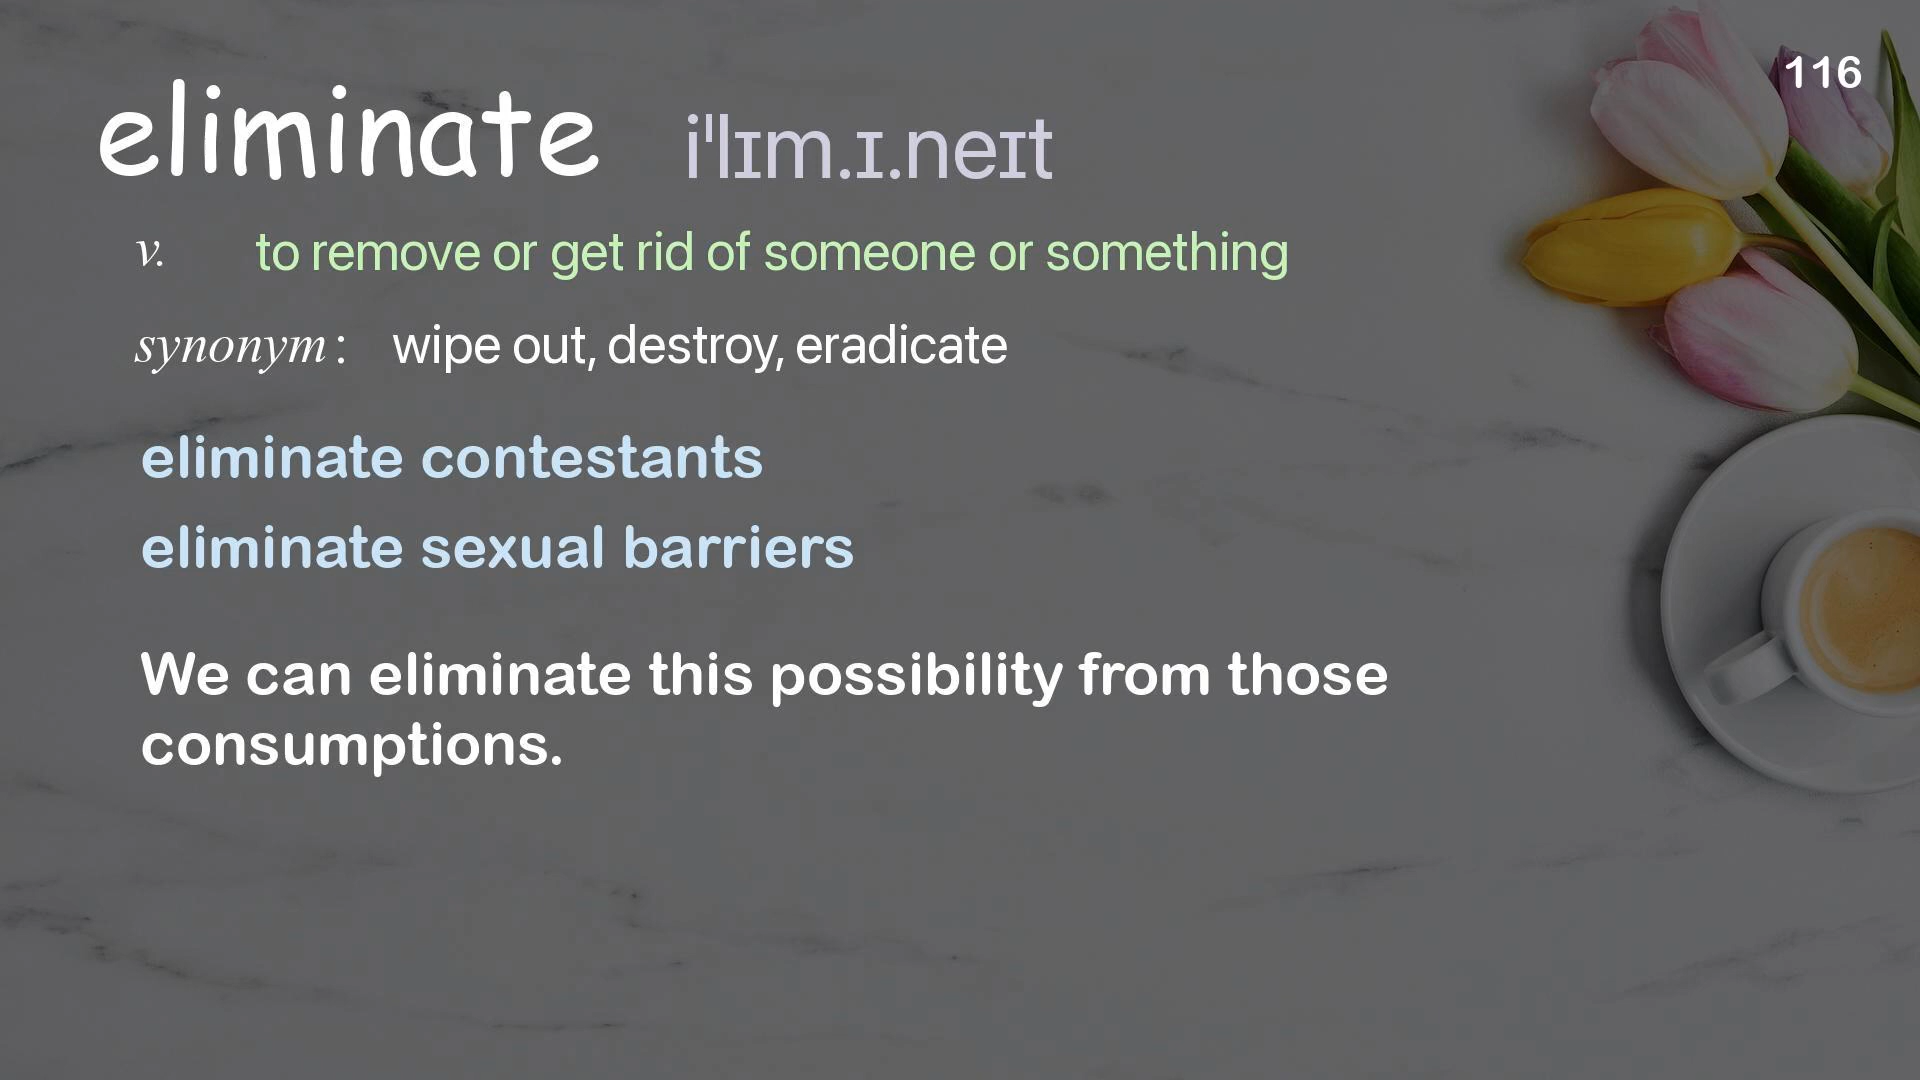 116
eliminate iˈlɪm.ɪ.neɪt
v. to remove or get rid of someone or something
synonym : wipe out, destroy, eradicate
eliminate contestants
eliminate sexual barriers
We can eliminate this possibility from those
consumptions.